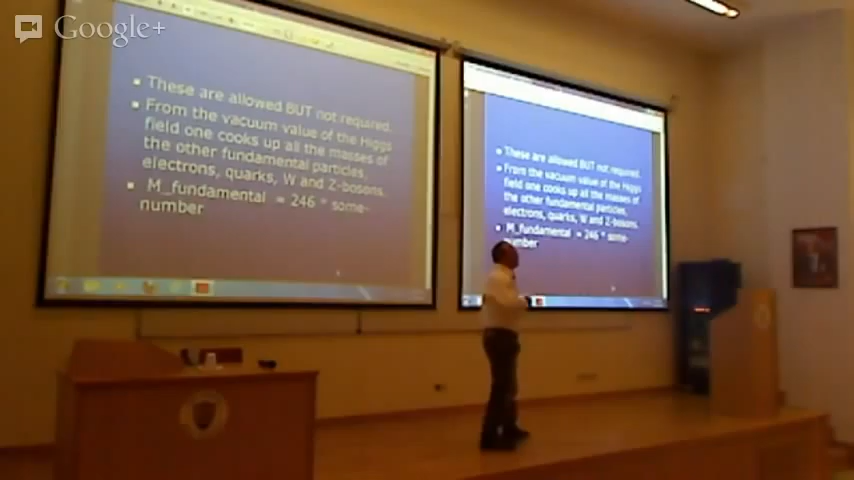 Google+
These are allowed BUT not required.
From the vacuum value of the Higgs
field one cooks up all the masses of
the other fundamental particles,
electrons, quarks, W and Z-bosons.
M_fundamental = 246 * some-
number
These are allowed BUT not required.
From the vacuum value of the Higgs
field one cooks up all the masses of
the other fundamental particles,
electrons, quarks, W and Z-bosons.
M_fundamental = 246 * some-
number